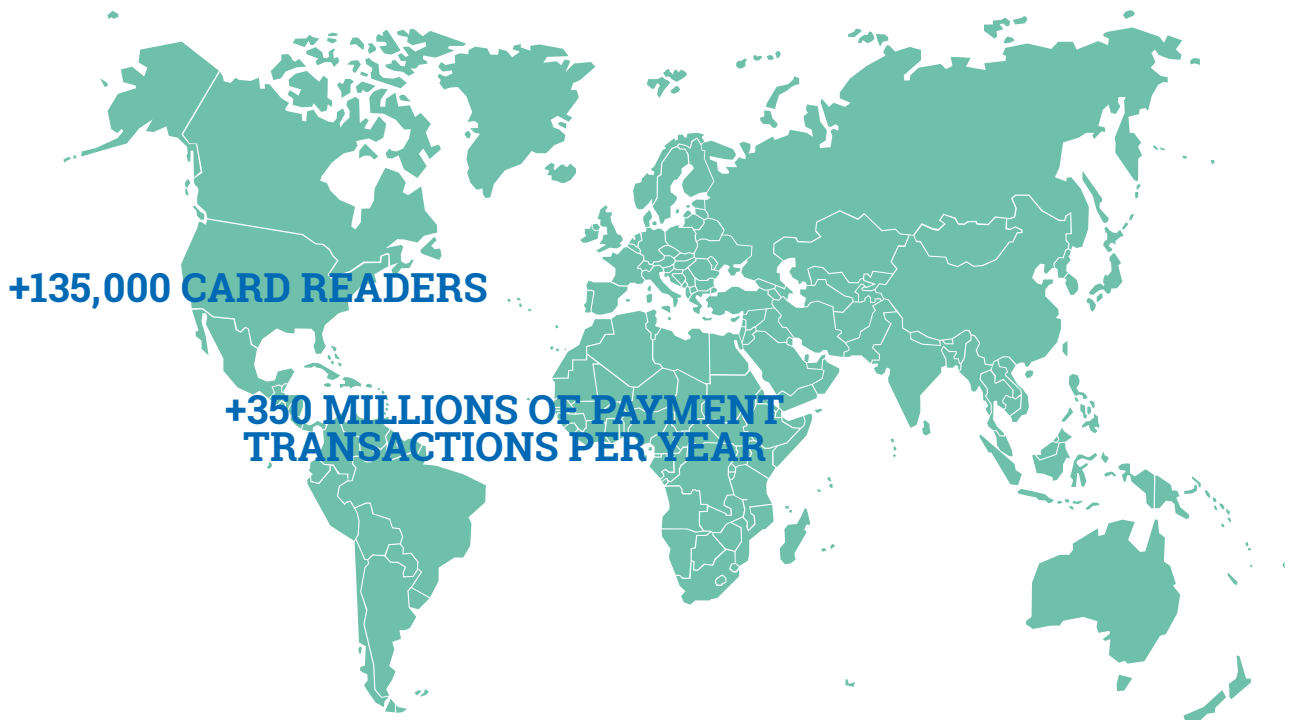 +135,000 CARD READERS
+350 MILLIONS OF PAYMENT
TRANSACTIONS PER YEAR